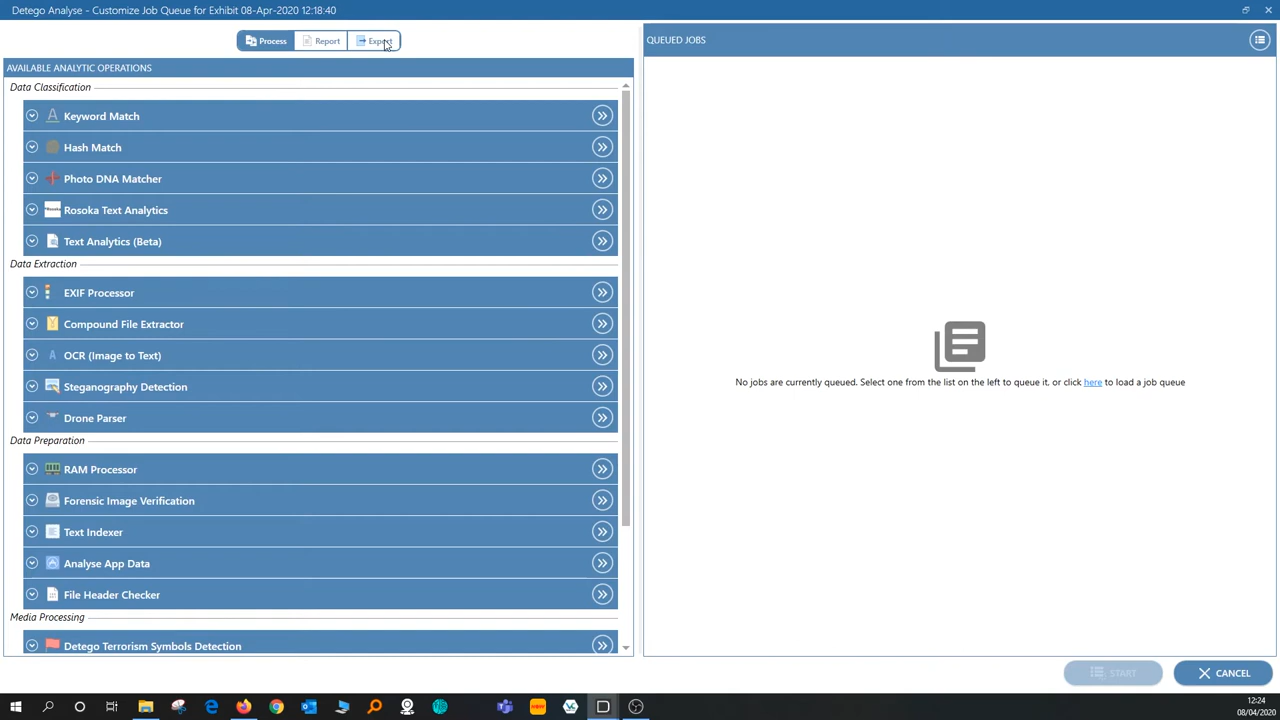 Detego Analyse - Customize Job Queue for Exhibit 08-Apr-2020 12:18:40
Process
Report
Export
AVAILABLE ANALYTIC OPERATIONS
Data Classification
Keyword Match
Hash Match
Photo DNA Matcher
Rosoka Text Analytics
Text Analytics (Beta)
Data Extraction
EXIF Processor
Compound File Extractor
OCR (Image to Text)
Steganography Detection
Drone Parser
Data Preparation
RAM Processor
Forensic Image Verification
Text Indexer
Analyse App Data
File Header Checker
Media Processing
Detego Terrorism Symbols Detection
QUEUED JOBS
No jobs are currently queued. Select one from the list on the left to queue it, or click here to load a job queue
START
CANCEL
12:24
08/04/2020